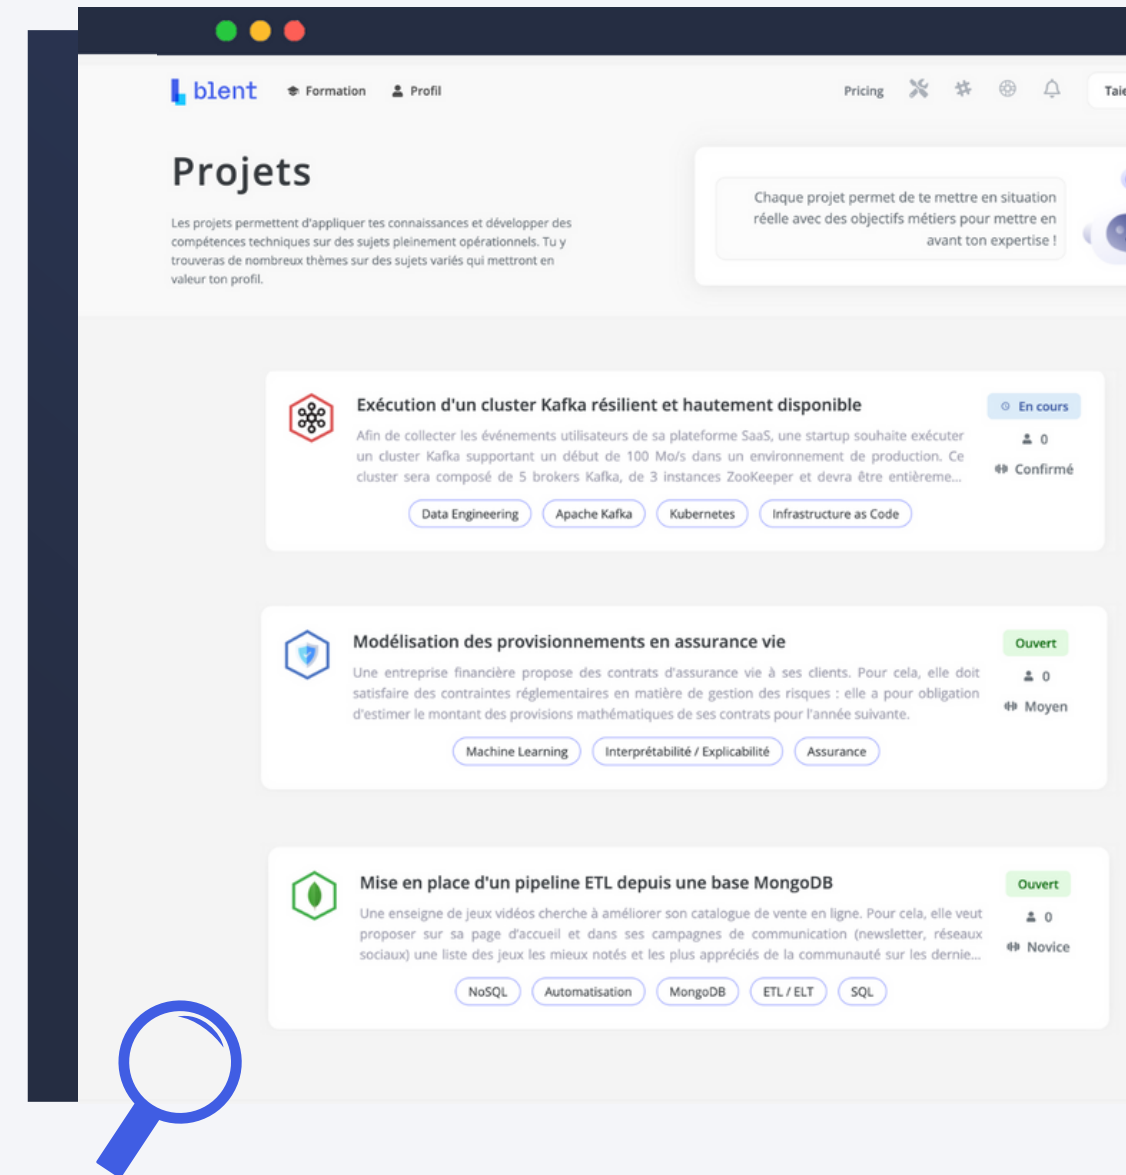 blent
Formation
Profil
Pricing
Projets
Les projets permettent d'appliquer tes connaissances et développer des
compétences techniques sur des sujets pleinement opérationnels. Tu y
trouveras de nombreux thèmes sur des sujets variés qui mettront en
valeur ton profil.
Chaque projet permet de te mettre en situation
réelle avec des objectifs métiers pour mettre en
avant ton expertise !
Exécution d'un cluster Kafka résilient et hautement disponible
En cours
Afin de collecter les événements utilisateurs de sa plateforme SaaS, une startup souhaite exécuter
un cluster Kafka supportant un début de 100 Mo/s dans un environnement de production. Ce
cluster sera composé de 5 brokers Kafka, de 3 instances ZooKeeper et devra être entièreme...
0
Confirmé
Data Engineering
Apache Kafka
Kubernetes
Infrastructure as Code
Modélisation des provisionnements en assurance vie
Ouvert
Une entreprise financière propose des contrats d'assurance vie à ses clients. Pour cela, elle doit
satisfaire des contraintes réglementaires en matière de gestion des risques : elle a pour obligation
d'estimer le montant des provisions mathématiques de ses contrats pour l'année suivante.
0
Moyen
Machine Learning
Interprétabilité / Explicabilité
Assurance
Mise en place d'un pipeline ETL depuis une base MongoDB
Ouvert
Une enseigne de jeux vidéos cherche à améliorer son catalogue de vente en ligne. Pour cela, elle veut
proposer sur sa page d'accueil et dans ses campagnes de communication (newsletter, réseaux
sociaux) une liste des jeux les mieux notés et les plus appréciés de la communauté sur les dernie...
0
Novice
NoSQL
Automatisation
MongoDB
ETL / ELT
SQL